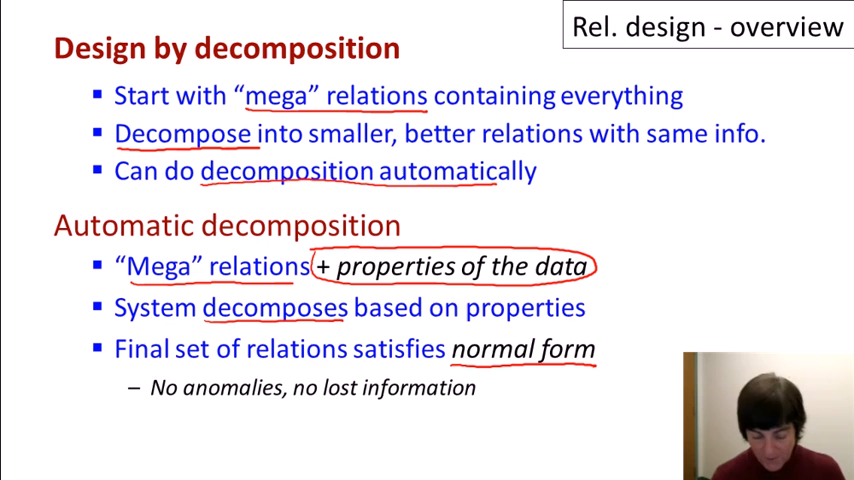 Rel. design - overview
Design by decomposition
▪ Start with “mega” relations containing everything
▪ Decompose into smaller, better relations with same info.
▪ Can do decomposition automatically
Automatic decomposition
▪ “Mega” relations + properties of the data
▪ System decomposes based on properties
▪ Final set of relations satisfies normal form
– No anomalies, no lost information